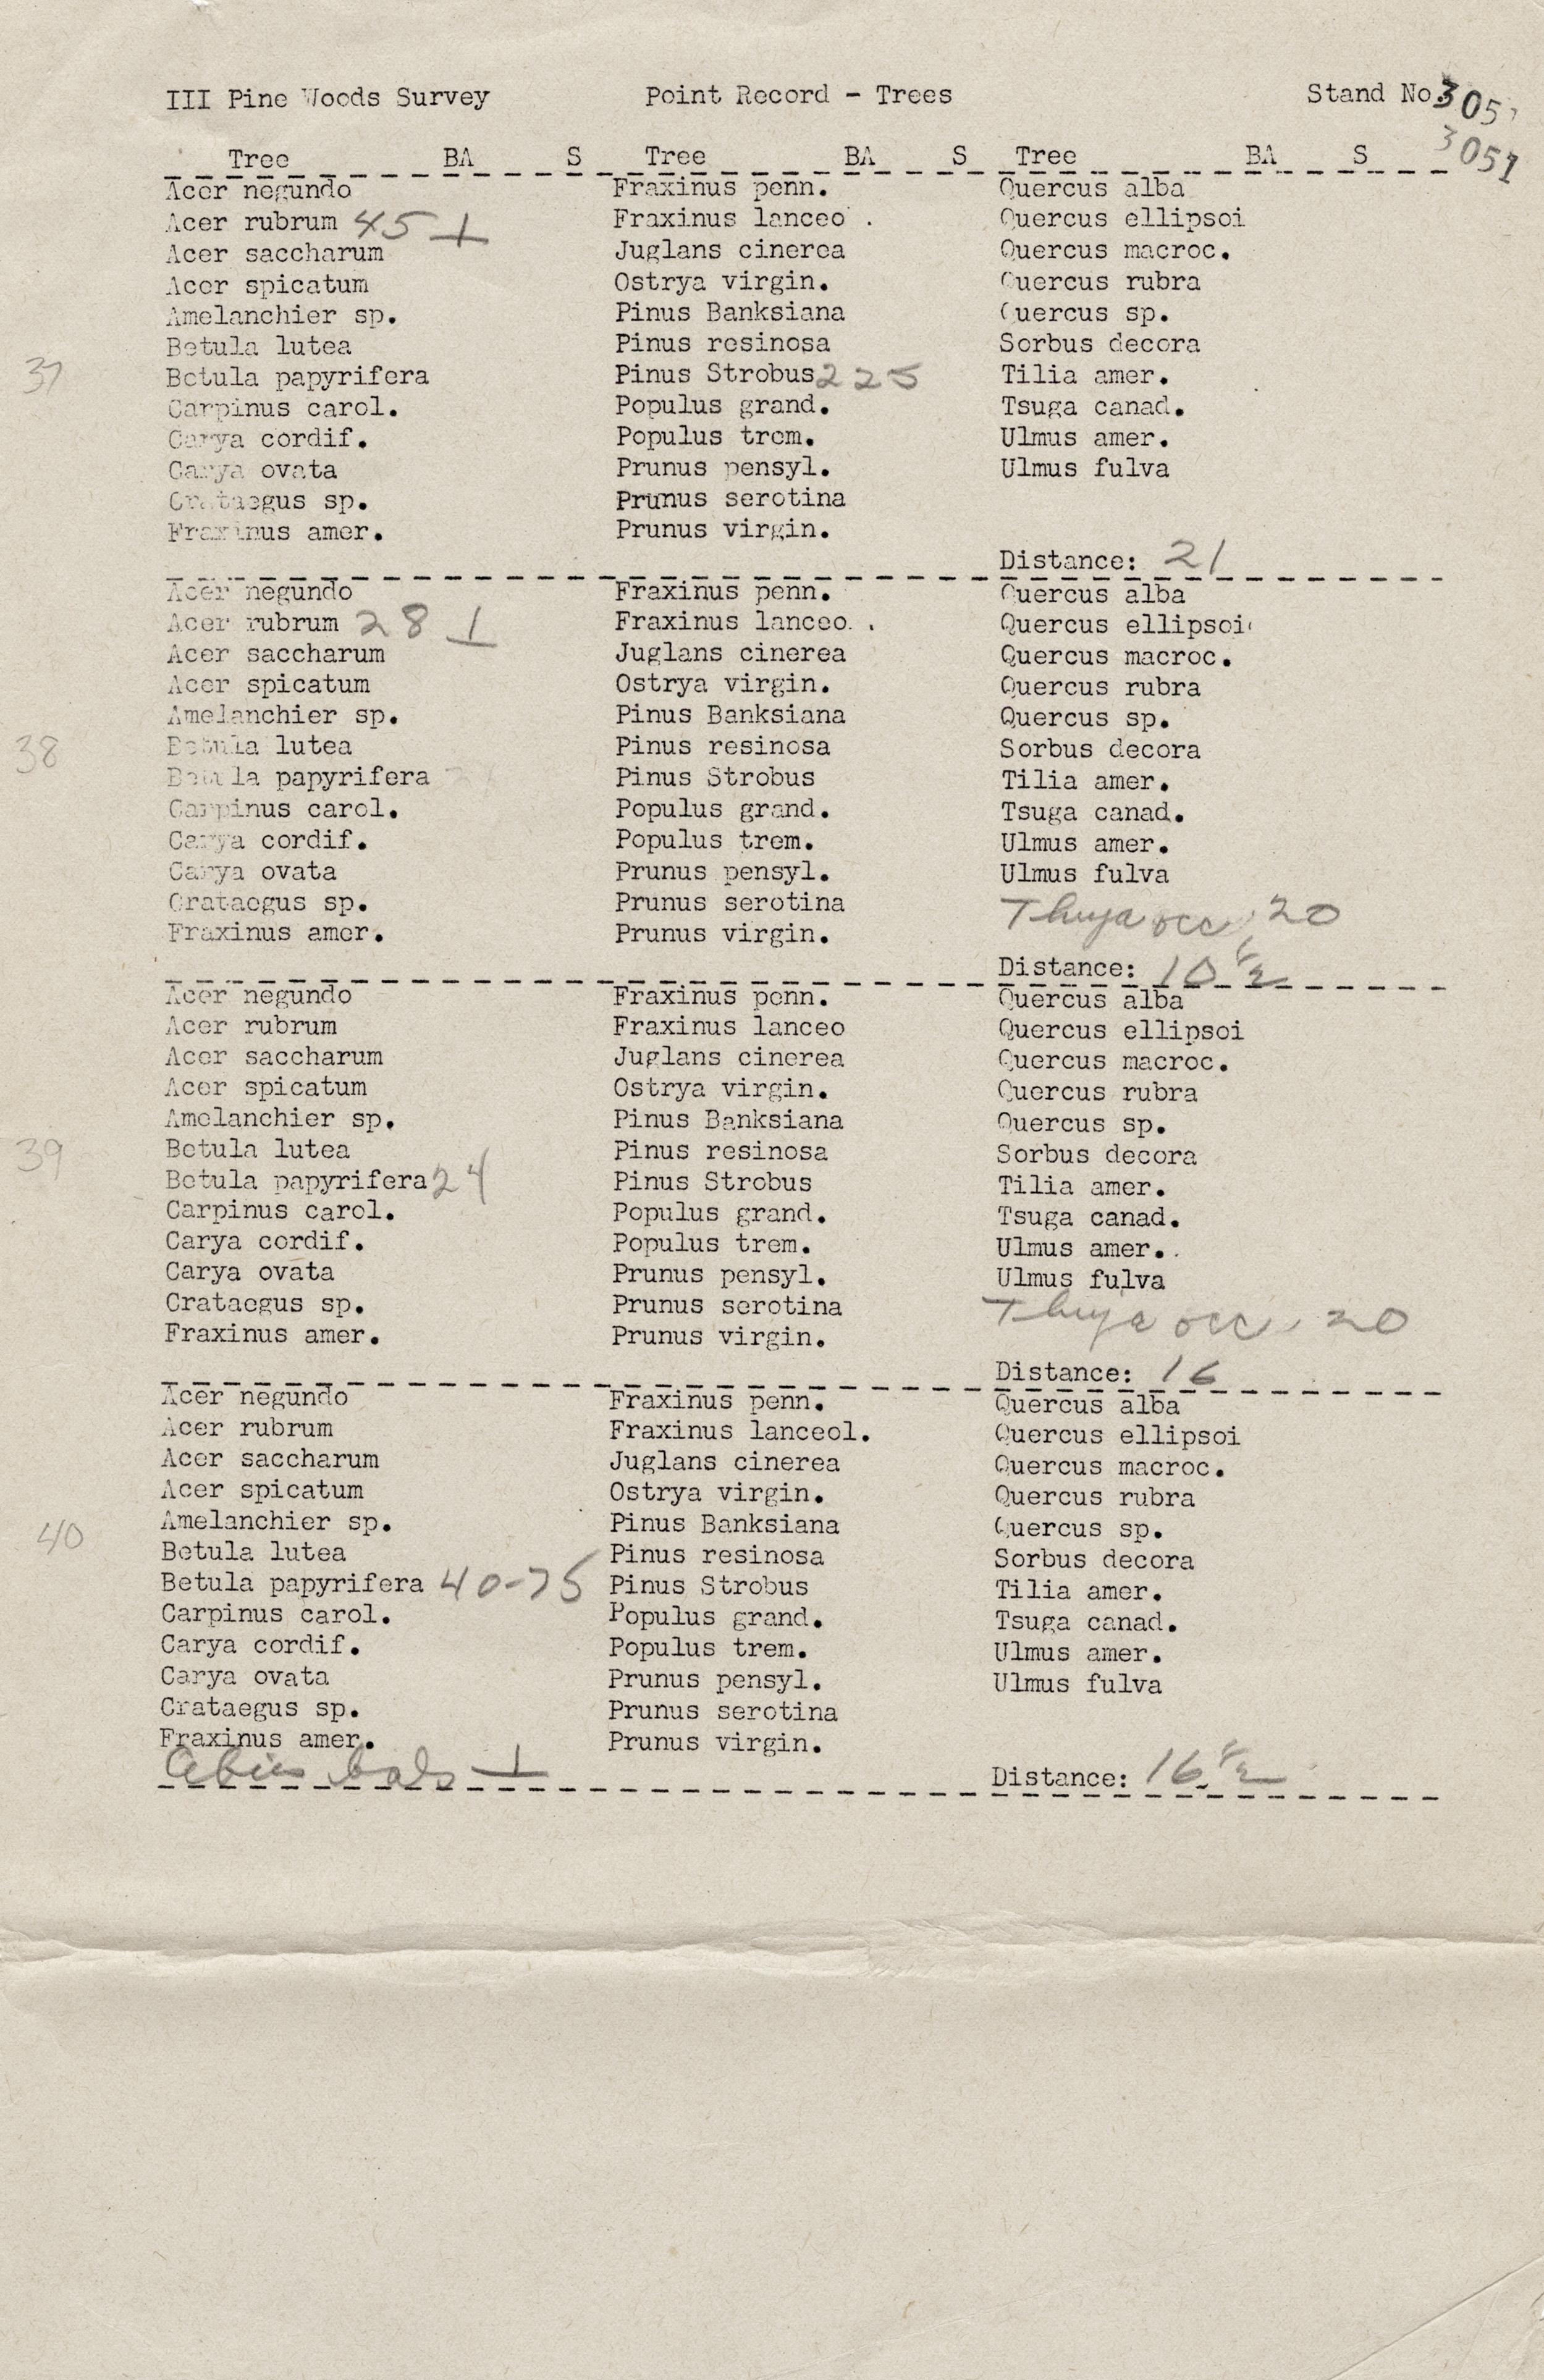 III Pine Woods Survey Point Record - Trees Stand No. 3051
3051
Tree BA S Tree BA S Tree BA S
Acer negundo Fraxinus penn. Quercus alba
Acer rubrum 45 ⊥ Fraxinus lanceo . Quercus ellipsoi
Acer saccharum Juglans cinerea Quercus macroc.
Acer spicatum Ostrya virgin. Quercus rubra
Amelanchier sp. Pinus Banksiana Quercus sp.
Betula lutea Pinus resinosa Sorbus decora
37 Betula papyrifera Pinus Strobus 225 Tilia amer.
Carpinus carol. Populus grand. Tsuga canad.
Carya cordif. Populus trem. Ulmus amer.
Carya ovata Prunus pensyl. Ulmus fulva
Crataegus sp. Prunus serotina
Fraxinus amer. Prunus virgin.
Distance: 21
Acer negundo Fraxinus penn. Quercus alba
Acer rubrum 28 ⊥ Fraxinus lanceo. . Quercus ellipsoi
Acer saccharum Juglans cinerea Quercus macroc.
Acer spicatum Ostrya virgin. Quercus rubra
Amelanchier sp. Pinus Banksiana Quercus sp.
38 Betula lutea Pinus resinosa Sorbus decora
Betula papyrifera Pinus Strobus Tilia amer.
Carpinus carol. Populus grand. Tsuga canad.
Carya cordif. Populus trem. Ulmus amer.
Carya ovata Prunus pensyl. Ulmus fulva
Crataegus sp. Prunus serotina Thuya occ 20
Fraxinus amer. Prunus virgin.
Distance: 10 1/2
Acer negundo Fraxinus penn. Quercus alba
Acer rubrum Fraxinus lanceo Quercus ellipsoi
Acer saccharum Juglans cinerea Quercus macroc.
Acer spicatum Ostrya virgin. Quercus rubra
Amelanchier sp. Pinus Banksiana Quercus sp.
39 Betula lutea Pinus resinosa Sorbus decora
Betula papyrifera 24 Pinus Strobus Tilia amer.
Carpinus carol. Populus grand. Tsuga canad.
Carya cordif. Populus trem. Ulmus amer.
Carya ovata Prunus pensyl. Ulmus fulva
Crataegus sp. Prunus serotina Thuya occ. 20
Fraxinus amer. Prunus virgin.
Distance: 16
Acer negundo Fraxinus penn. Quercus alba
Acer rubrum Fraxinus lanceol. Quercus ellipsoi
Acer saccharum Juglans cinerea Quercus macroc.
Acer spicatum Ostrya virgin. Quercus rubra
Amelanchier sp. Pinus Banksiana Quercus sp.
40 Betula lutea Pinus resinosa Sorbus decora
Betula papyrifera 40-75 Pinus Strobus Tilia amer.
Carpinus carol. Populus grand. Tsuga canad.
Carya cordif. Populus trem. Ulmus amer.
Carya ovata Prunus pensyl. Ulmus fulva
Crataegus sp. Prunus serotina
Fraxinus amer. Prunus virgin.
Abies bals ⊥ Distance: 16 1/2